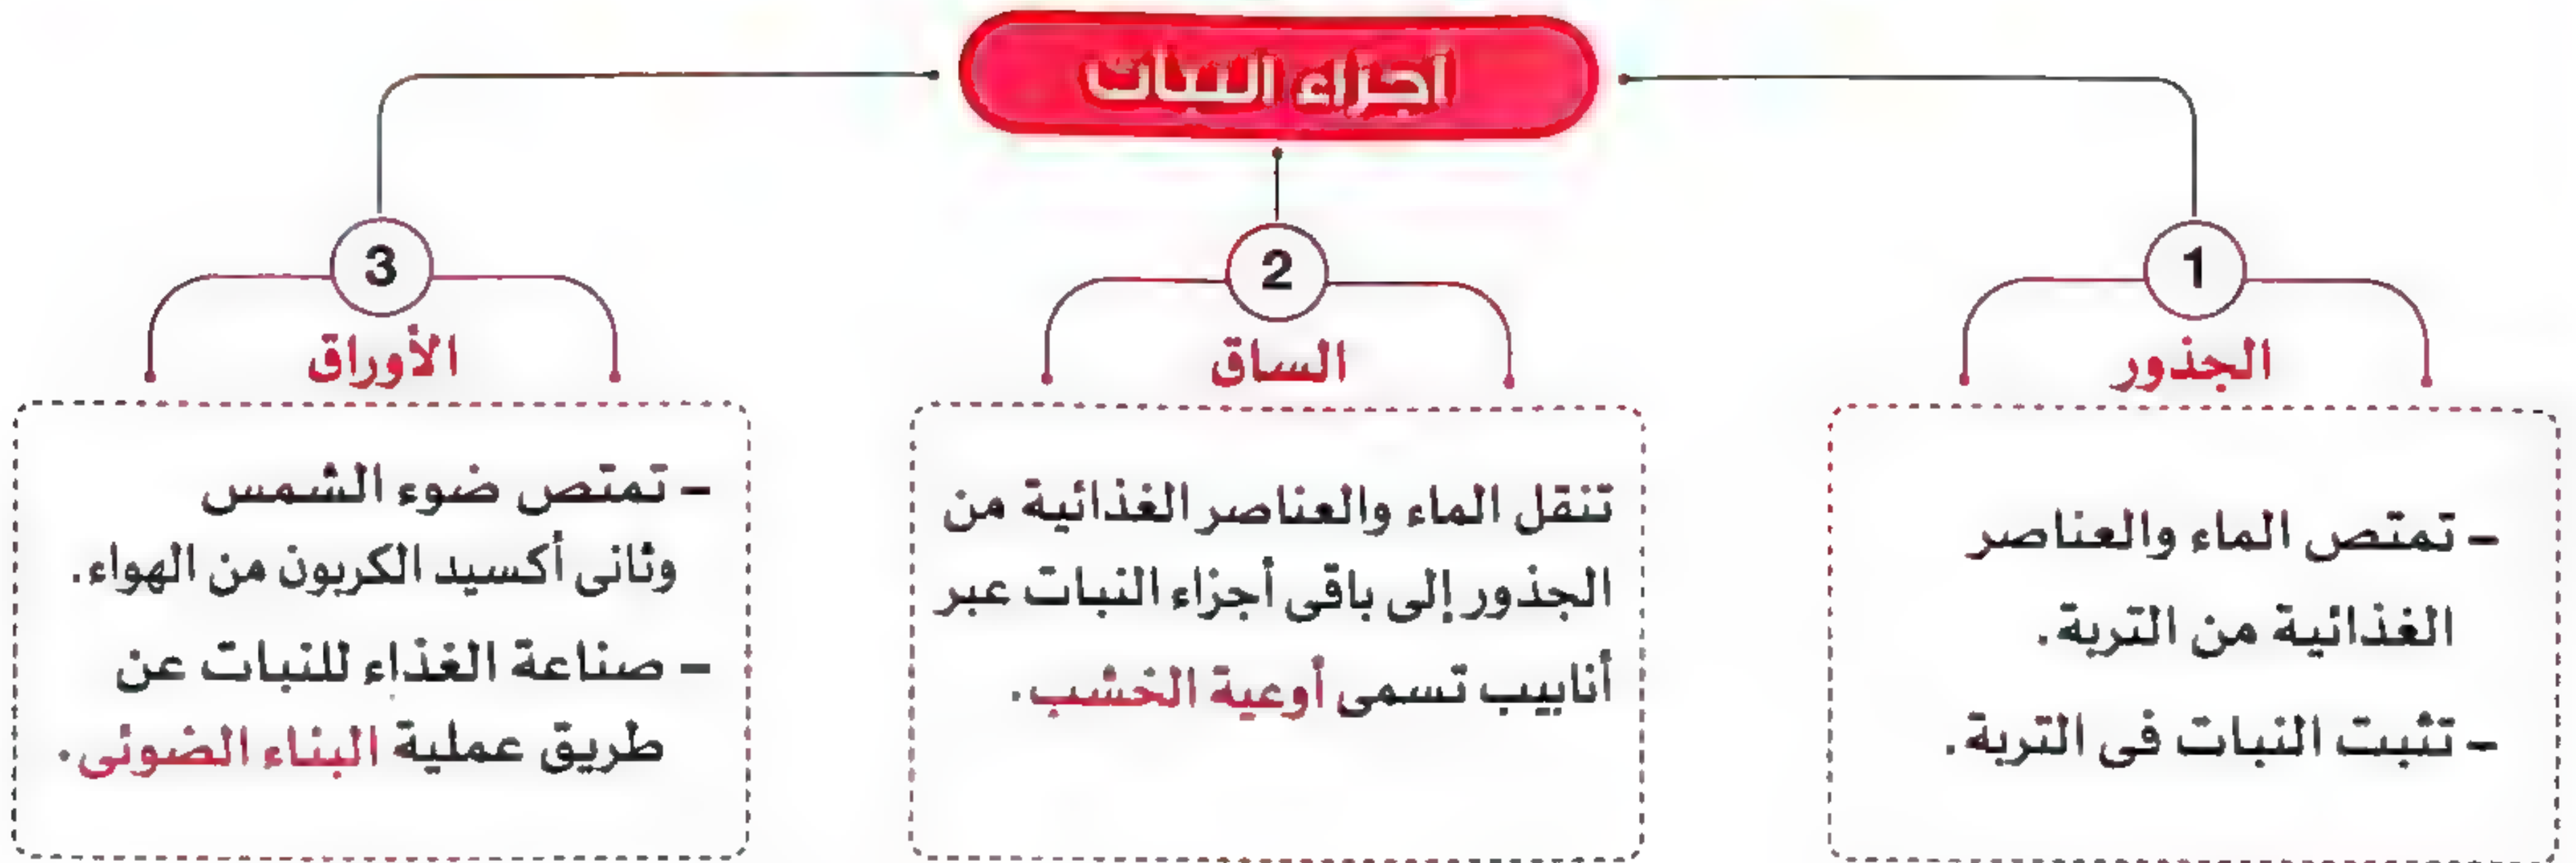 أجزاء النبات
1
الجذور
- تمتص الماء والعناصر
الغذائية من التربة.
- تثبت النبات فى التربة.
2
الساق
تنقل الماء والعناصر الغذائية من
الجذور إلى باقى أجزاء النبات عبر
أنابيب تسمى أوعية الخشب.
3
الأوراق
- تمتص ضوء الشمس
وثانى أكسيد الكربون من الهواء.
- صناعة الغذاء للنبات عن
طريق عملية البناء الضوئى.